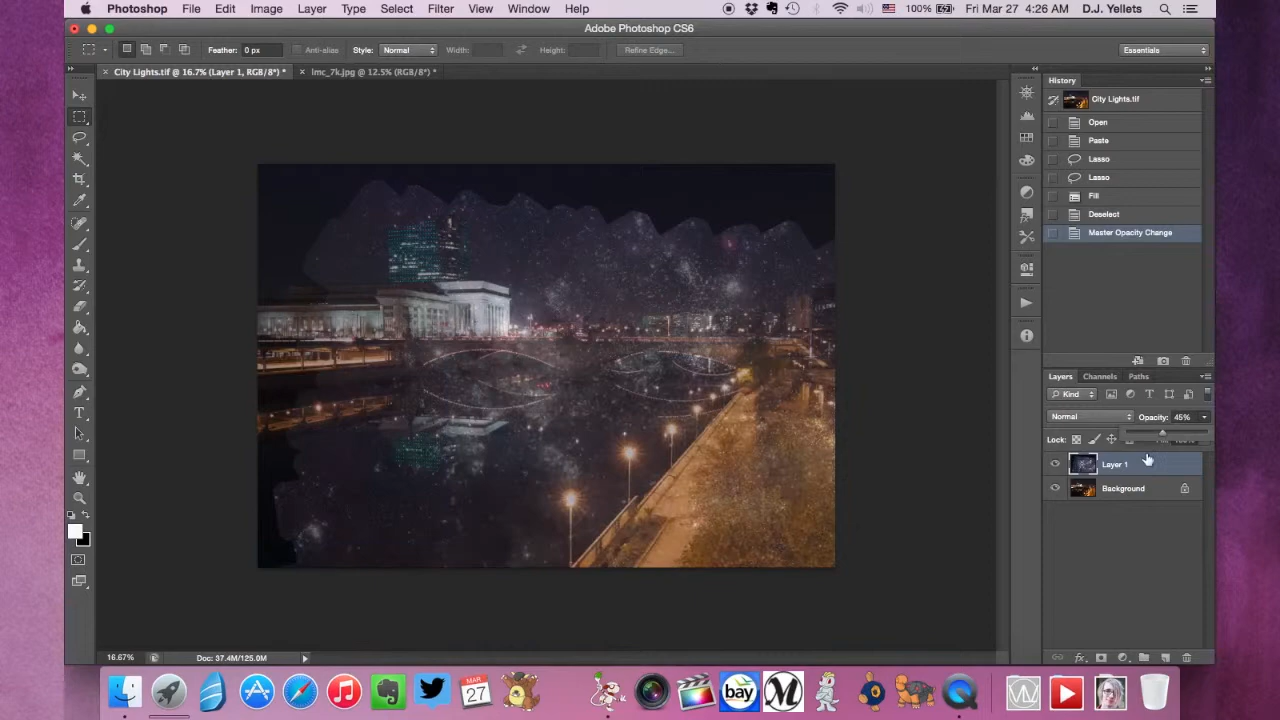 Photoshop File Edit Image Layer Type Select Filter View Window Help 100% Fri Mar 27 4:26 AM D.J. Yellets
Adobe Photoshop CS6
Feather: 0 px Anti-alias Style: Normal Width: Height: Refine Edge... Essentials
City Lights.tif @ 16.7% (Layer 1, RGB/8*) * lmc_7k.jpg @ 12.5% (RGB/8*) *
History
City Lights.tif
Open
Paste
Lasso
Lasso
Fill
Deselect
Master Opacity Change
Layers Channels Paths
Kind
Normal Opacity: 45%
Lock:
Layer 1
Background
16.67% Doc: 37.4M/125.0M
MAR
27
bay
M